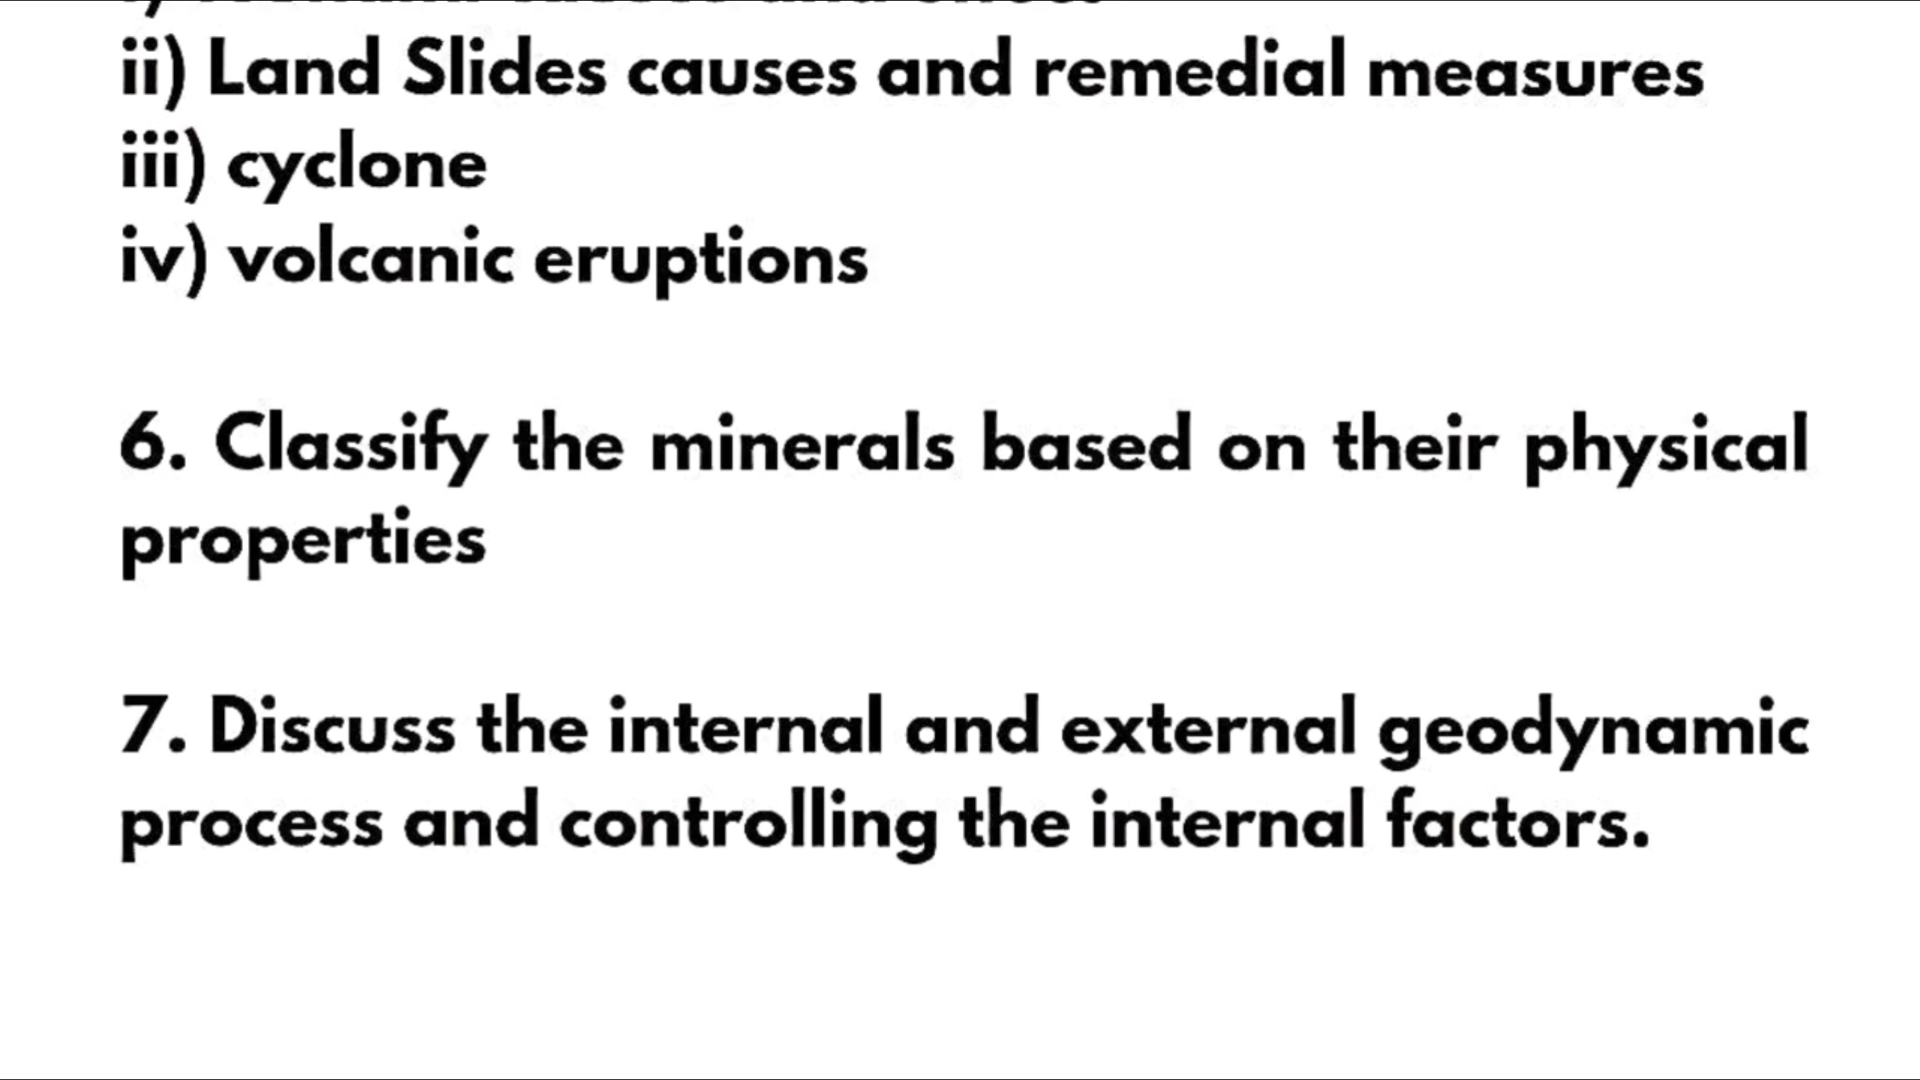 ii) Land Slides causes and remedial measures
iii) cyclone
iv) volcanic eruptions
6. Classify the minerals based on their physical
properties
7. Discuss the internal and external geodynamic
process and controlling the internal factors.